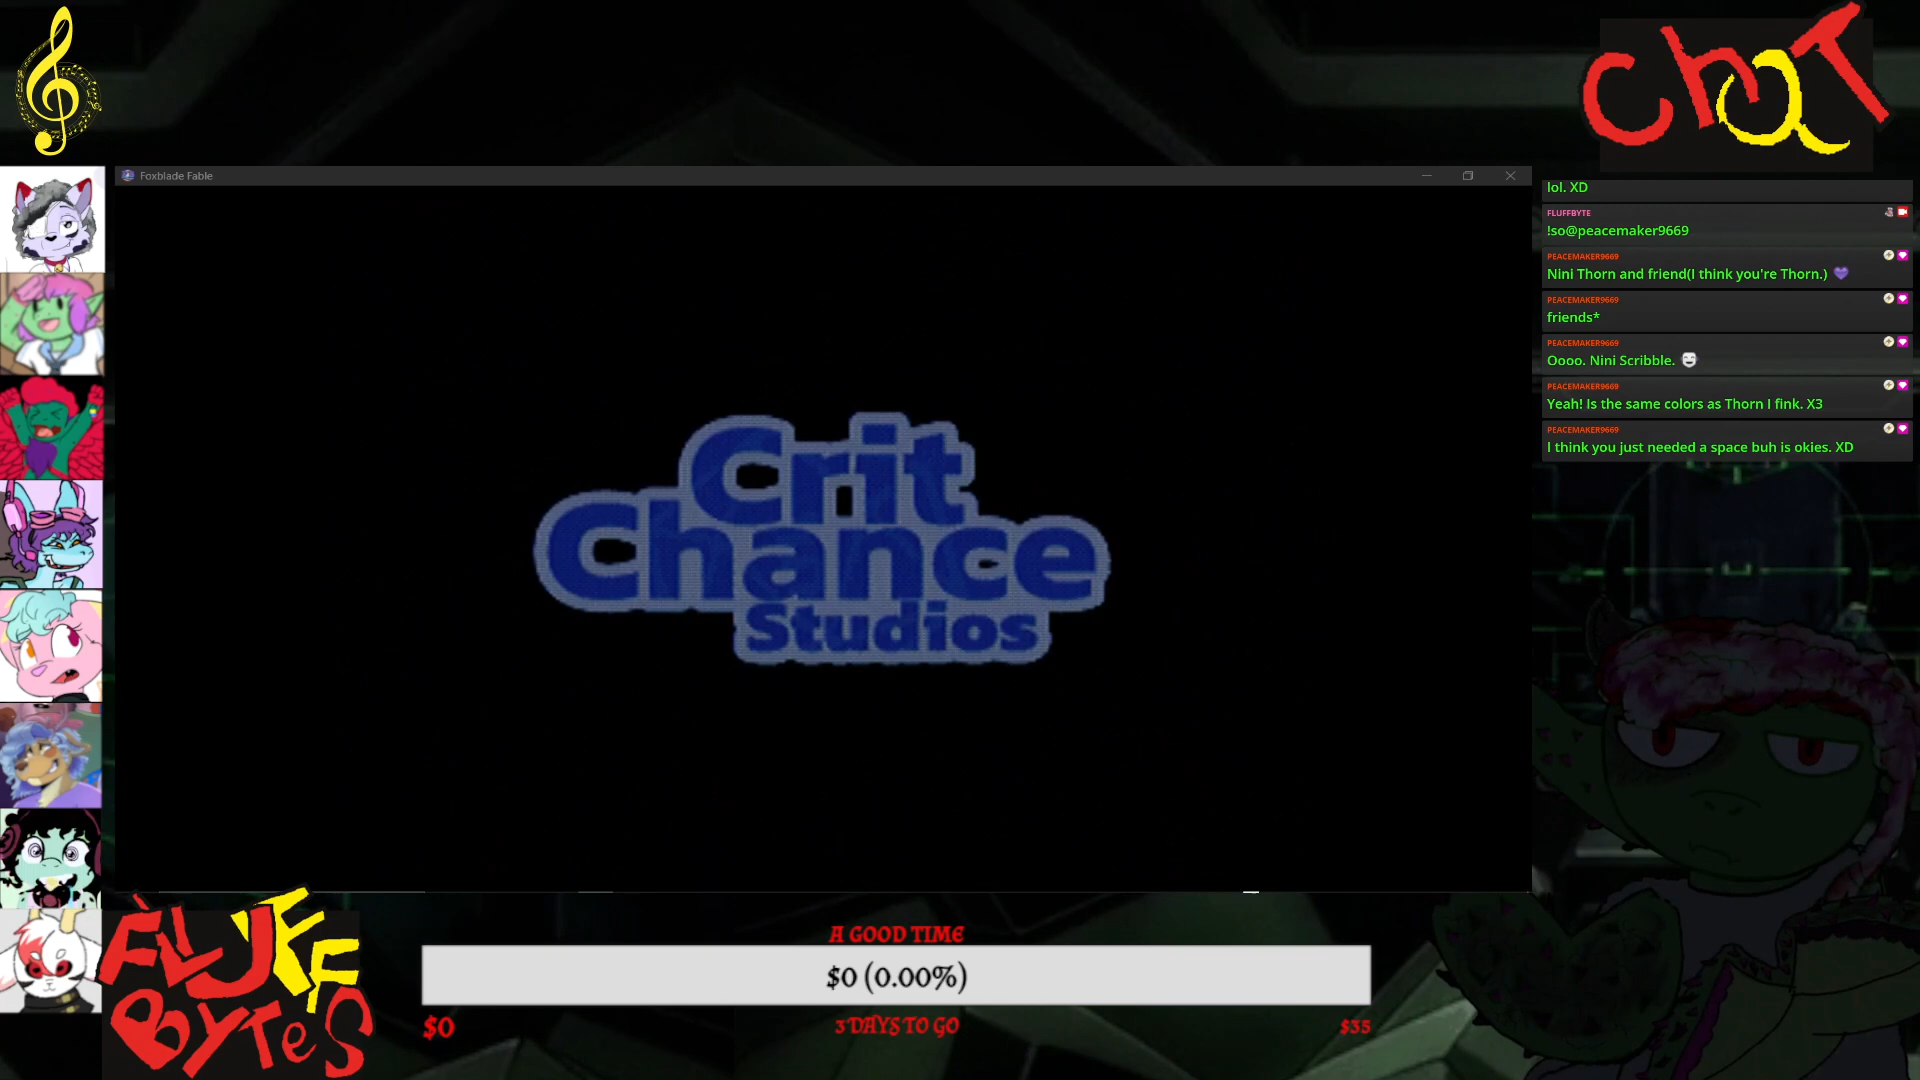 ChaT
Foxblade Fable
lol. XD
FLUFFBYTE
!so@peacemaker9669
PEACEMAKER9669
Nini Thorn and friend(I think you're Thorn.)
PEACEMAKER9669
friends*
PEACEMAKER9669
Oooo. Nini Scribble.
PEACEMAKER9669
Yeah! Is the same colors as Thorn I fink. X3
PEACEMAKER9669
I think you just needed a space buh is okies. XD
Crit
Chance
Studios
FLUFF
BYTeS
A GOOD TIME
$0 (0.00%)
$0
3 DAYS TO GO
$35